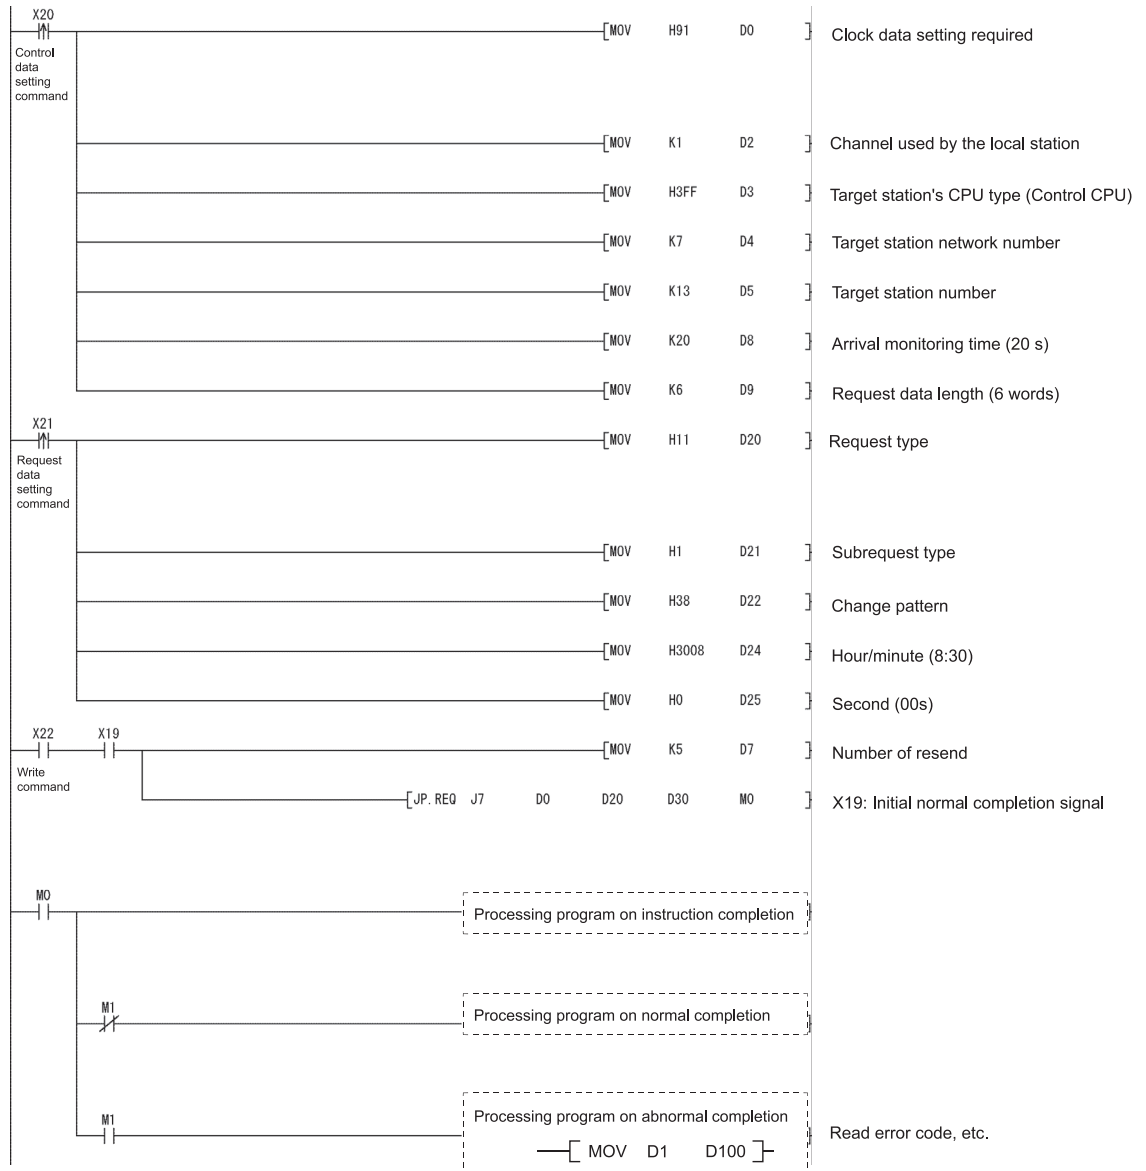 X20
[MOV H91 D0 ] Clock data setting required
Control
data
setting
command
[MOV K1 D2 ] Channel used by the local station
[MOV H3FF D3 ] Target station's CPU type (Control CPU)
[MOV K7 D4 ] Target station network number
[MOV K13 D5 ] Target station number
[MOV K20 D8 ] Arrival monitoring time (20 s)
[MOV K6 D9 ] Request data length (6 words)
X21
[MOV H11 D20 ] Request type
Request
data
setting
command
[MOV H1 D21 ] Subrequest type
[MOV H38 D22 ] Change pattern
[MOV H3008 D24 ] Hour/minute (8:30)
[MOV H0 D25 ] Second (00s)
X22 X19
[MOV K5 D7 ] Number of resend
Write
command
[JP.REQ J7 D0 D20 D30 M0 ] X19: Initial normal completion signal
M0
Processing program on instruction completion
M1
Processing program on normal completion
M1
Processing program on abnormal completion
Read error code, etc.
[ MOV D1 D100 ]